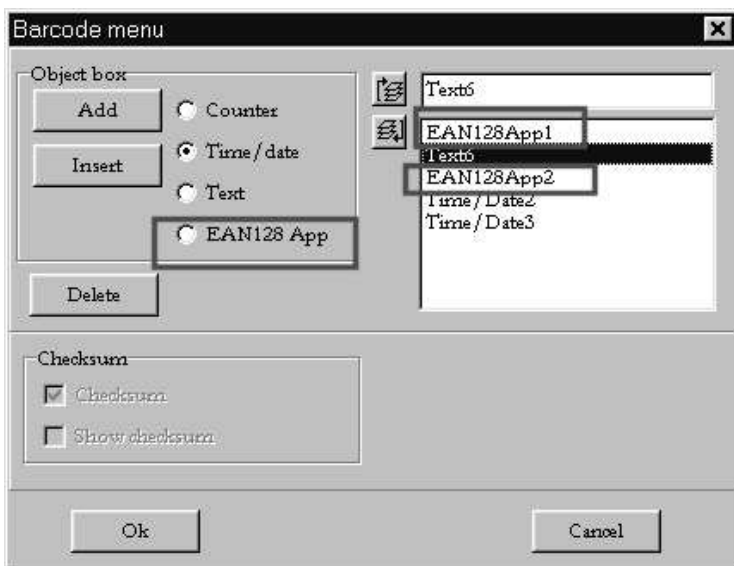 Barcode menu
Object box
Add
Counter
Time/date
Insert
Text
EAN128 App
Delete
Text6
EAN128App1
Text6
EAN128App2
Time/Date2
Time/Date3
Checksum
Checksum
Show checksum
Ok
Cancel